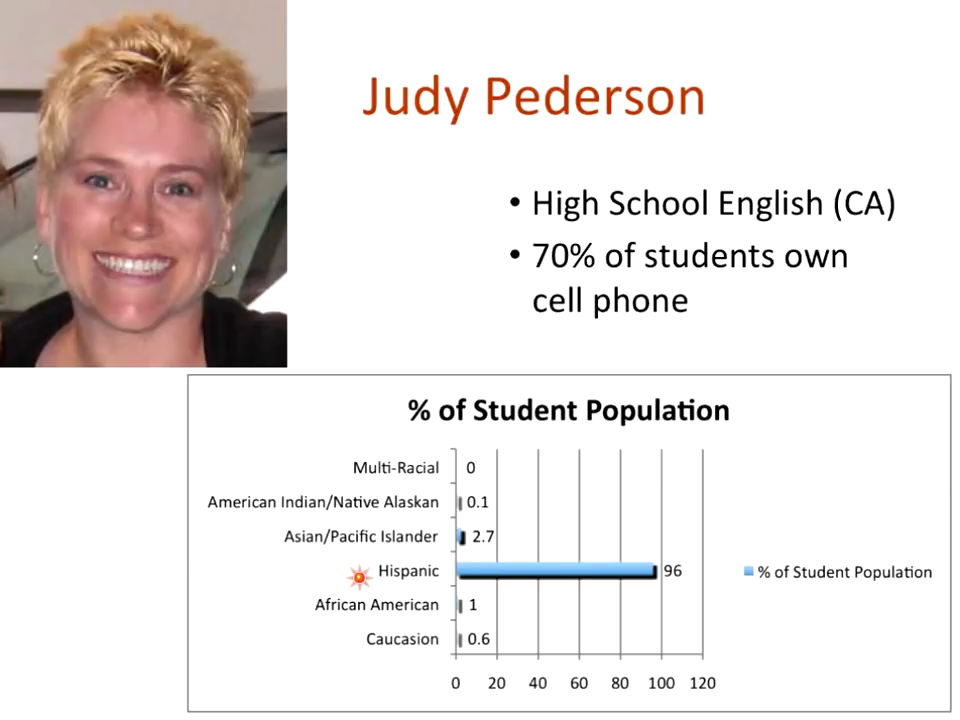 Judy Pederson
• High School English (CA)
• 70% of students own
cell phone
% of Student Population
Multi-Racial 0
American Indian/Native Alaskan 0.1
Asian/Pacific Islander 2.7
Hispanic 96
% of Student Population
African American 1
Caucasion 0.6
0 20 40 60 80 100 120